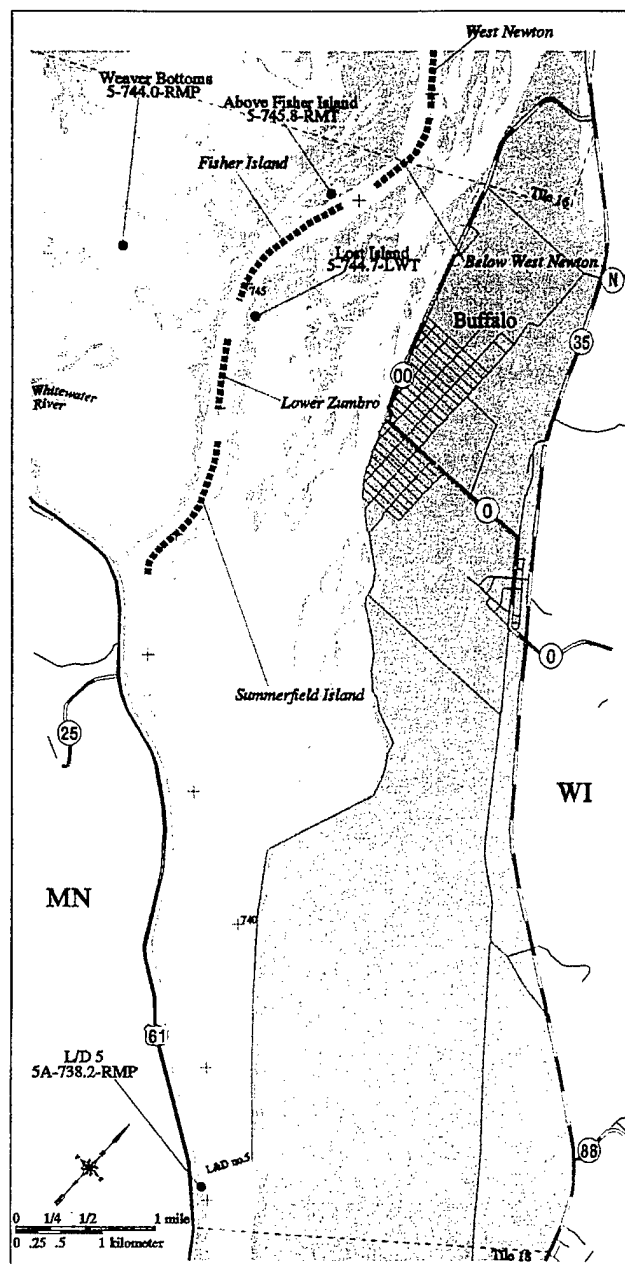 West Newton
Weaver Bottoms
5-744.0-RMP
Above Fisher Island
5-745.8-RMT
Fisher Island
Tile 16
Lost Island
5-744.7-LWT
745
Below West Newton
N
Buffalo
35
OO
Whitewater
River
Lower Zumbro
O
O
Summerfield Island
25
WI
MN
740
61
L/D 5
5A-738.2-RMP
L&D no.5
88
0 1/4 1/2 1 mile
0 .25 .5 1 kilometer
Tile 18